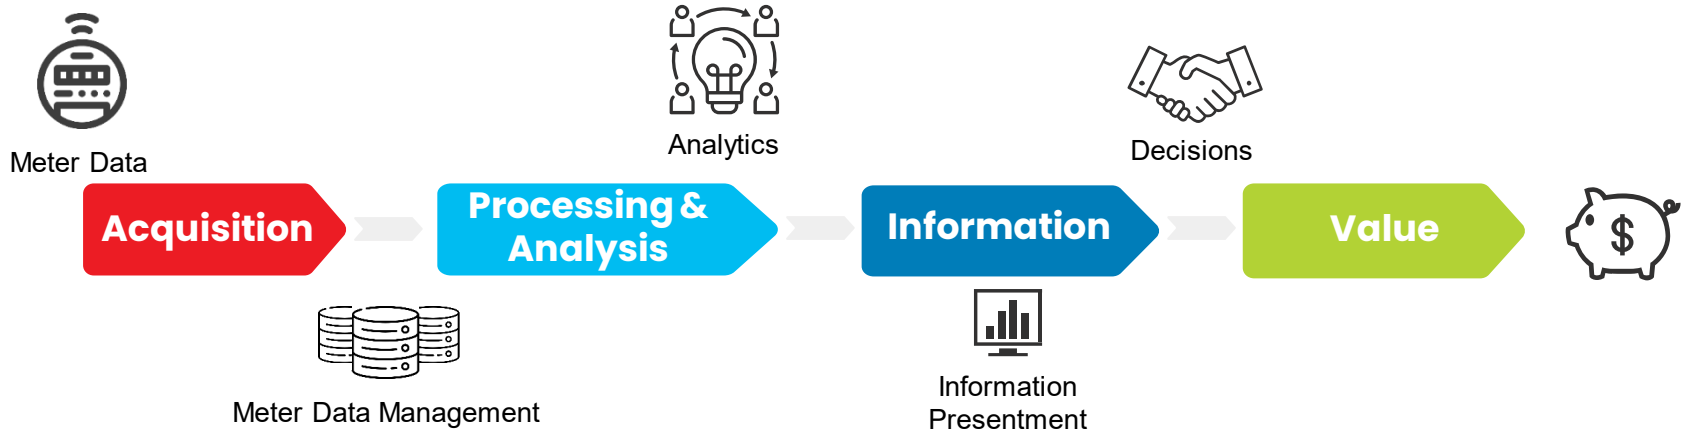 Meter Data
Analytics
Decisions
Acquisition
Processing &
Analysis
Information
Value
$
Meter Data Management
Information
Presentment